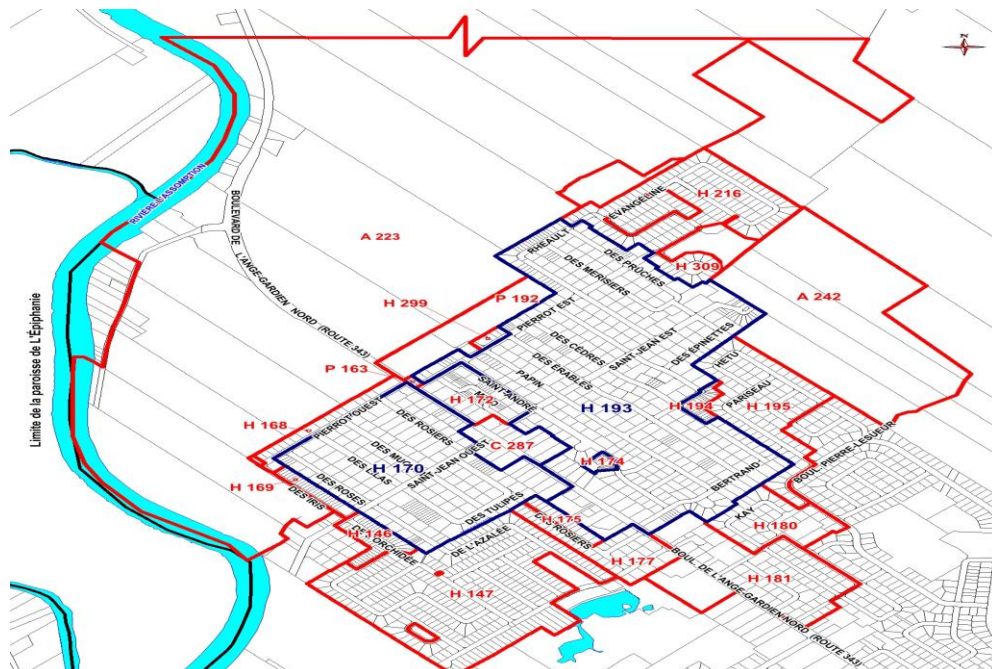 N
RIVIÈRE L'ASSOMPTION
Limite de la paroisse de L'Épiphanie
BOULEVARD DE
L'ANGE-GARDIEN NORD (ROUTE 343)
A 223
H 216
ÉVANGÉLINE
RHEAULT
DES PRÛCHES
DES MERISIERS
H 309
A 242
H 299
P 192
PIERROT EST
DES CÈDRES
SAINT-JEAN EST
DES ÉPINETTES
DES ÉRABLES
PAPIN
HETU
PARISEAU
P 163
SAINT-ANDRÉ
H 172
H 193
H 194
H 195
H 168
PIERROT OUEST
DES ROSIERS
C 287
H 174
H 170
SAINT-JEAN OUEST
DES LILAS
BOUL. PIERRE-LESUEUR
BERTRAND
H 169
DES IRIS
DES ROSES
DES TULIPES
H 175
DES ROSIERS
KAY
H 180
H 146
DE L'AZALÉE
H 177
H 147
BOUL. DE L'ANGE-GARDIEN NORD (ROUTE 343)
H 181